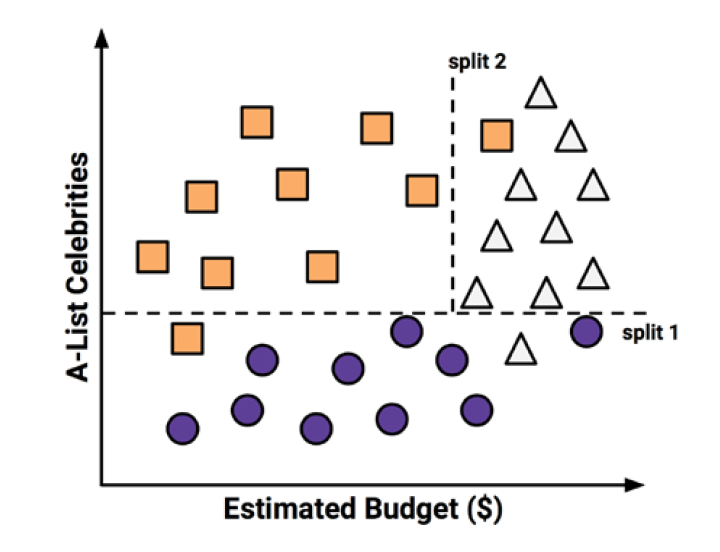 split 2
A-List Celebrities
split 1
Estimated Budget ($)